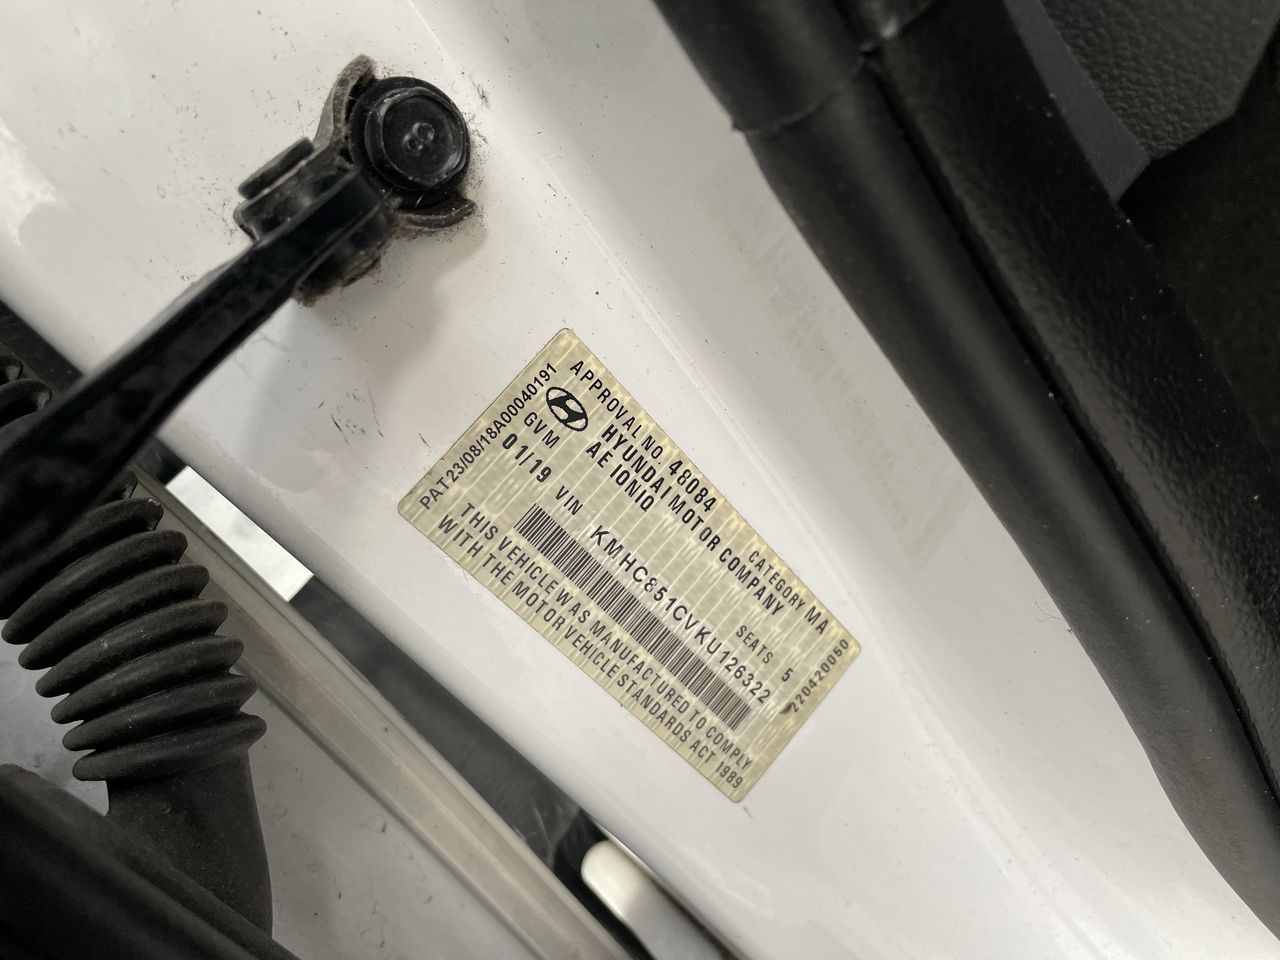 PAT23/08/18A00040191
APPROVAL NO. 48084 CATEGORY MA
HYUNDAI MOTOR COMPANY
GVM AE IONIQ SEATS 5
01/19 VIN KMHC851CVKU126322 220420050
THIS VEHICLE WAS MANUFACTURED TO COMPLY
WITH THE MOTOR VEHICLE STANDARDS ACT 1989
8